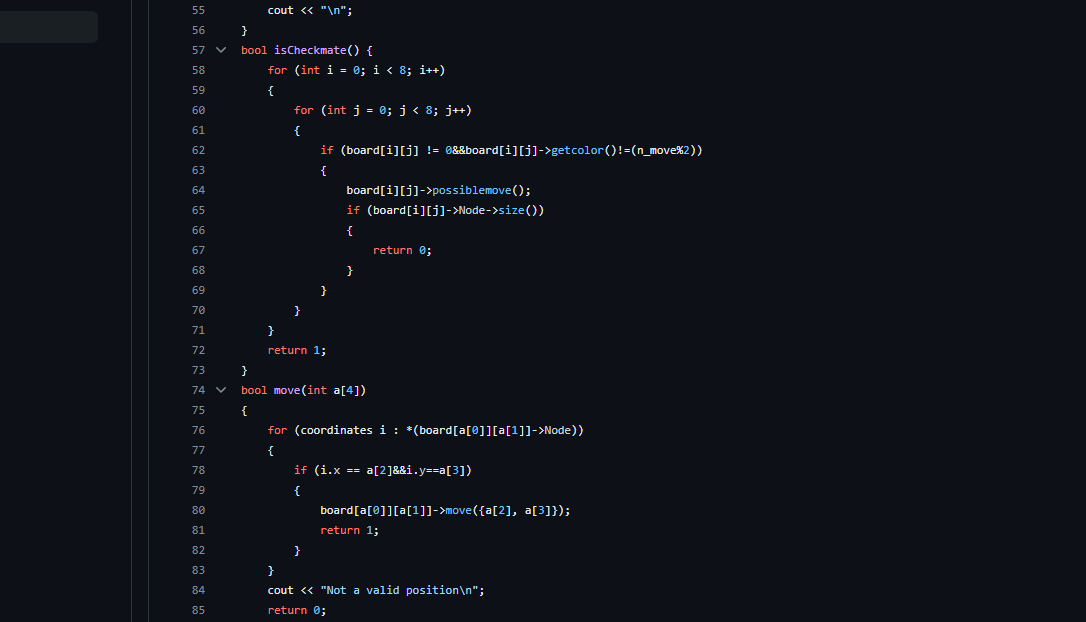 55 cout << "\n";
56 }
57 bool isCheckmate() {
58 for (int i = 0; i < 8; i++)
59 {
60 for (int j = 0; j < 8; j++)
61 {
62 if (board[i][j] != 0&&board[i][j]->getcolor()!=(n_move%2))
63 {
64 board[i][j]->possiblemove();
65 if (board[i][j]->Node->size())
66 {
67 return 0;
68 }
69 }
70 }
71 }
72 return 1;
73 }
74 bool move(int a[4])
75 {
76 for (coordinates i : *(board[a[0]][a[1]]->Node))
77 {
78 if (i.x == a[2]&&i.y==a[3])
79 {
80 board[a[0]][a[1]]->move({a[2], a[3]});
81 return 1;
82 }
83 }
84 cout << "Not a valid position\n";
85 return 0;